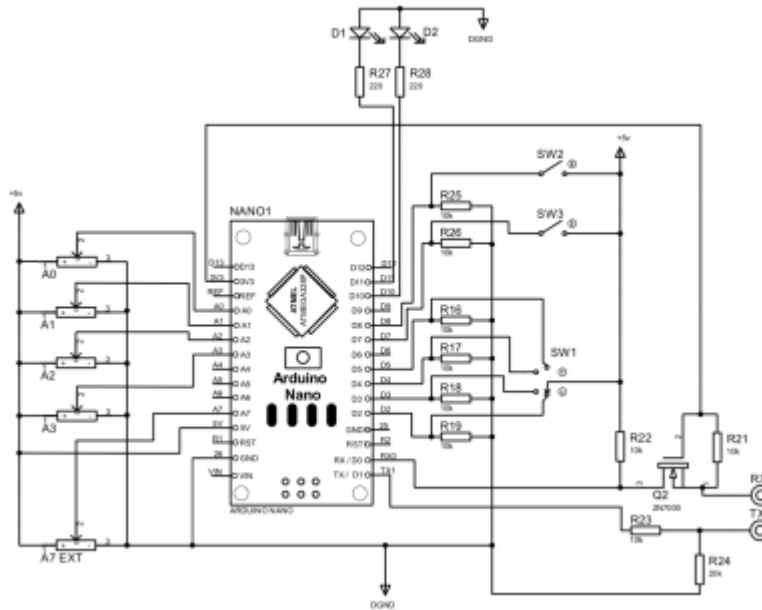 D1
D2
DGND
R27
220
R28
220
+5v
SW2
R25
10k
SW3
R26
10k
+5v
NANO1
A0
A1
A2
A3
A7 EXT
D13
3V3
REF
A0
A1
A2
A3
A4
A5
A6
A7
5V
RST
GND
VIN
ATMEL
ATMEGA328P
Arduino
Nano
D12
D11
D10
D9
D8
D7
D6
D5
D4
D3
D2
GND
RST
RX / D0
TX / D1
ARDUINO NANO
R16
10k
R17
10k
SW1
R18
10k
R19
10k
R22
10k
R21
10k
Q2
2N7000
R23
10k
R24
20k
DGND